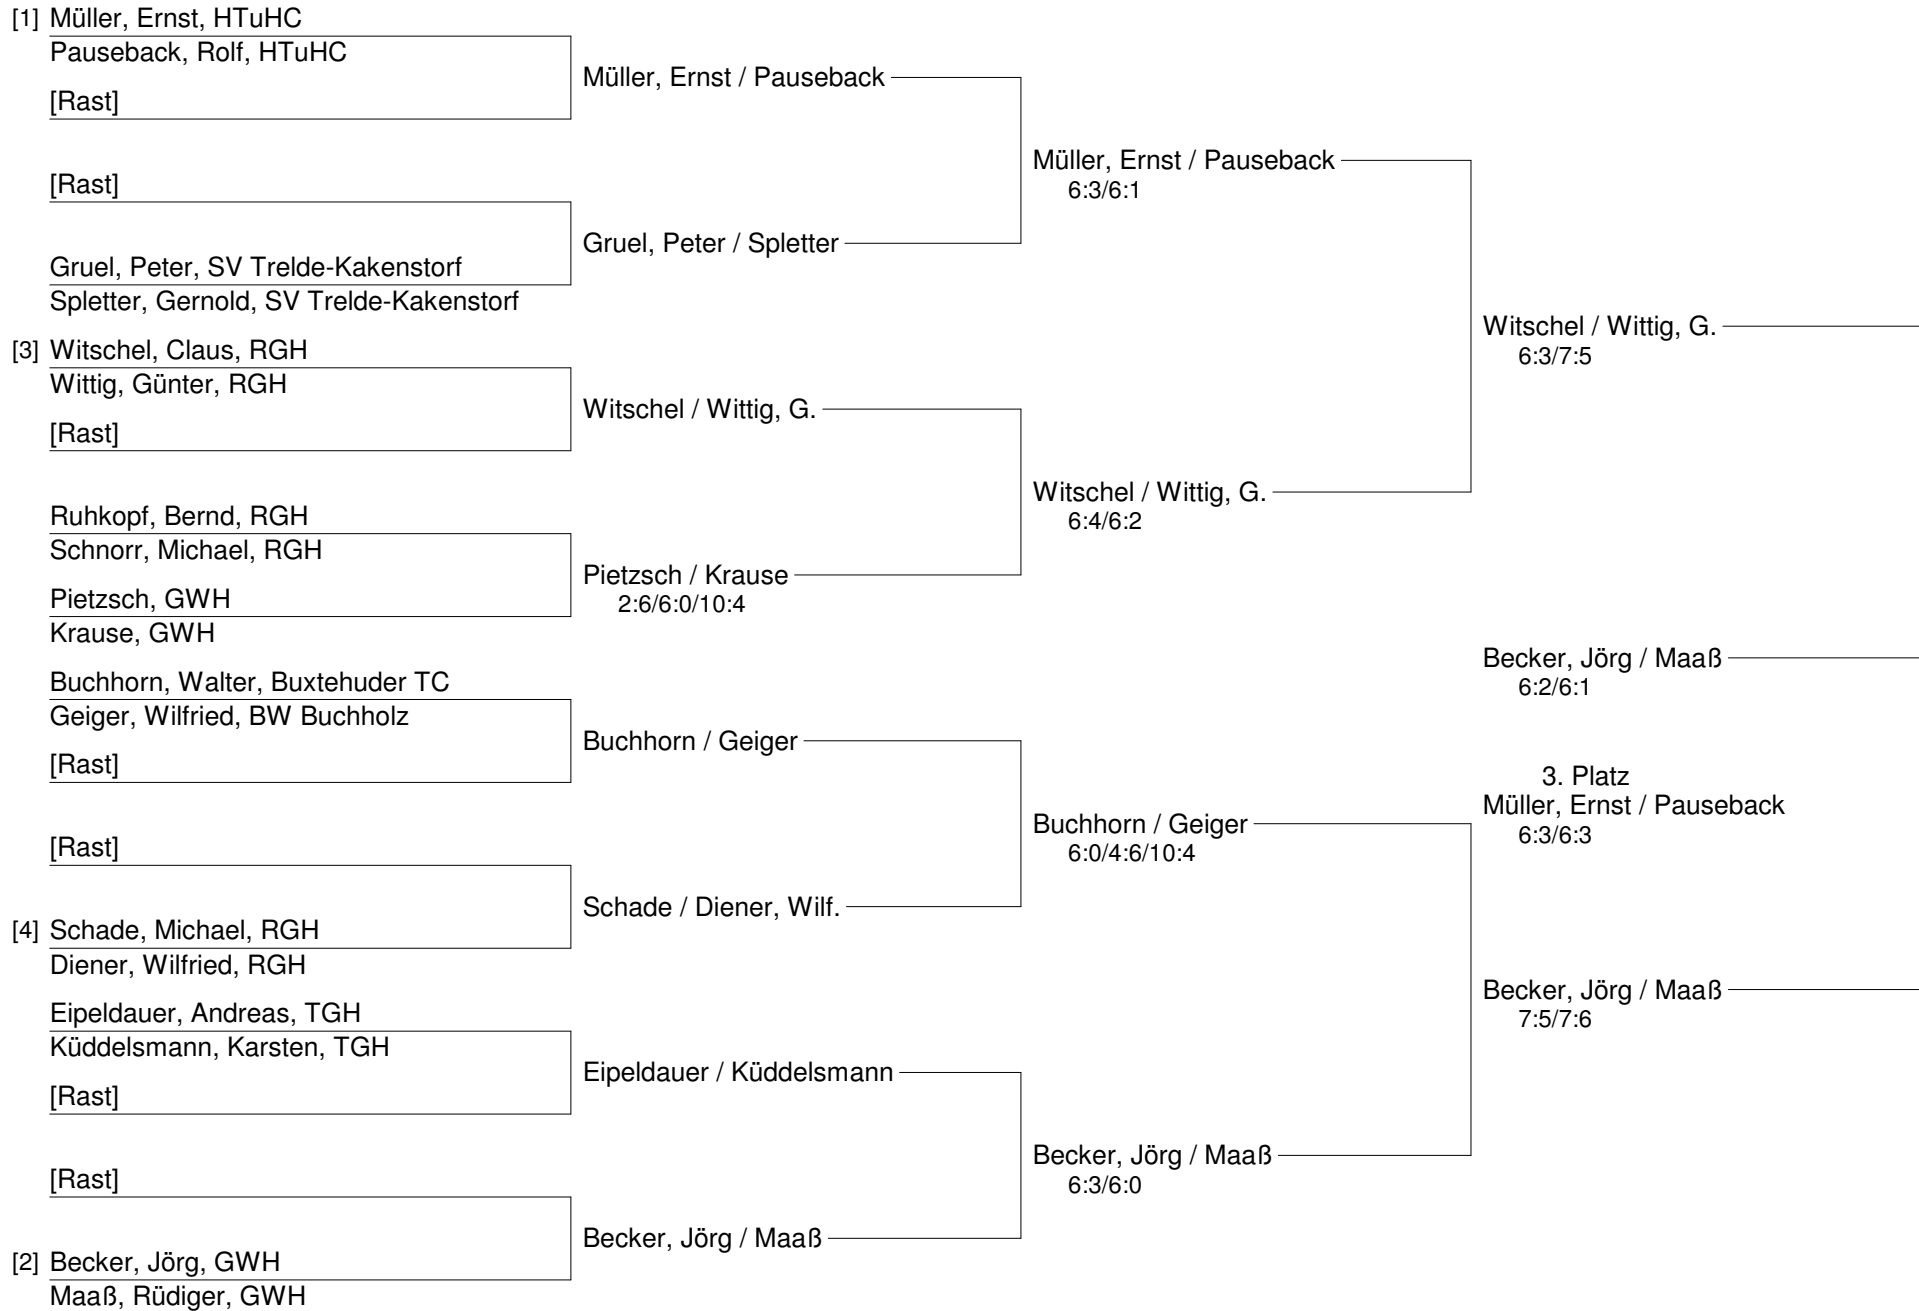 [1] Müller, Ernst, HTuHC
Pauseback, Rolf, HTuHC
[Rast]
[Rast]
Gruel, Peter, SV Trelde-Kakenstorf
Spletter, Gernold, SV Trelde-Kakenstorf
[3] Witschel, Claus, RGH
Wittig, Günter, RGH
[Rast]
Ruhkopf, Bernd, RGH
Schnorr, Michael, RGH
Pietzsch, GWH
Krause, GWH
Buchhorn, Walter, Buxtehuder TC
Geiger, Wilfried, BW Buchholz
[Rast]
[Rast]
[4] Schade, Michael, RGH
Diener, Wilfried, RGH
Eipeldauer, Andreas, TGH
Küddelsmann, Karsten, TGH
[Rast]
[Rast]
[2] Becker, Jörg, GWH
Maaß, Rüdiger, GWH
Müller, Ernst / Pauseback
Gruel, Peter / Spletter
Witschel / Wittig, G.
Pietzsch / Krause
2:6/6:0/10:4
Buchhorn / Geiger
Schade / Diener, Wilf.
Eipeldauer / Küddelsmann
Becker, Jörg / Maaß
Müller, Ernst / Pauseback
6:3/6:1
Witschel / Wittig, G.
6:4/6:2
Buchhorn / Geiger
6:0/4:6/10:4
Becker, Jörg / Maaß
6:3/6:0
Witschel / Wittig, G.
6:3/7:5
Becker, Jörg / Maaß
6:2/6:1
3. Platz
Müller, Ernst / Pauseback
6:3/6:3
Becker, Jörg / Maaß
7:5/7:6